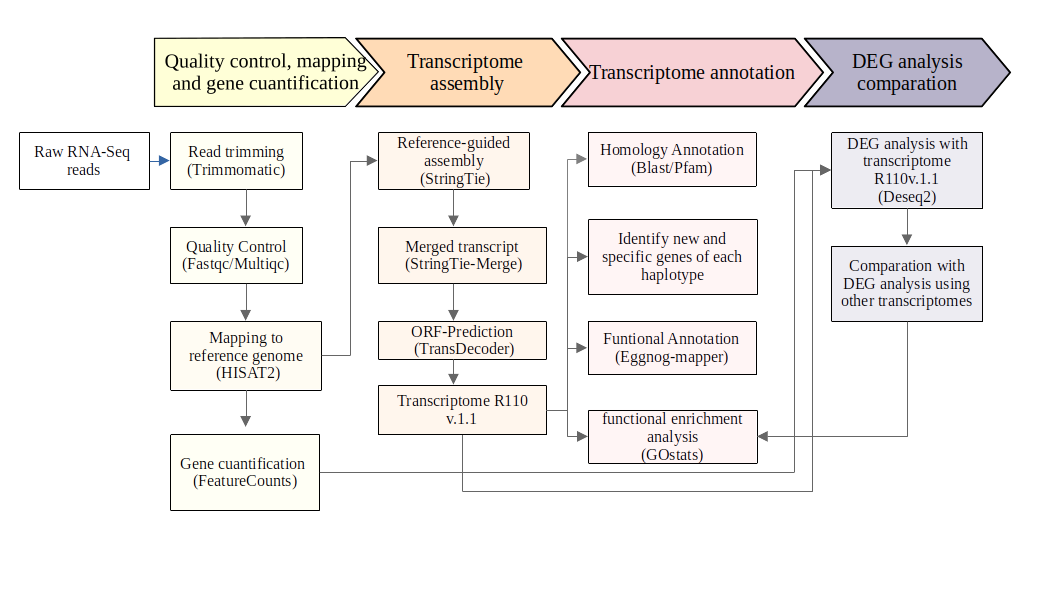 Quality control, mapping
and gene cuantification
Transcriptome
assembly
Transcriptome annotation
DEG analysis
comparation
Raw RNA-Seq
reads
Read trimming
(Trimmomatic)
Quality Control
(Fastqc/Multiqc)
Mapping to
reference genome
(HISAT2)
Gene cuantification
(FeatureCounts)
Reference-guided
assembly
(StringTie)
Merged transcript
(StringTie-Merge)
ORF-Prediction
(TransDecoder)
Transcriptome R110
v.1.1
Homology Annotation
(Blast/Pfam)
Identify new and
specific genes of each
haplotype
Funtional Annotation
(Eggnog-mapper)
functional enrichment
analysis
(GOstats)
DEG analysis with
transcriptome
R110v.1.1
(Deseq2)
Comparation with
DEG analysis using
other transcriptomes